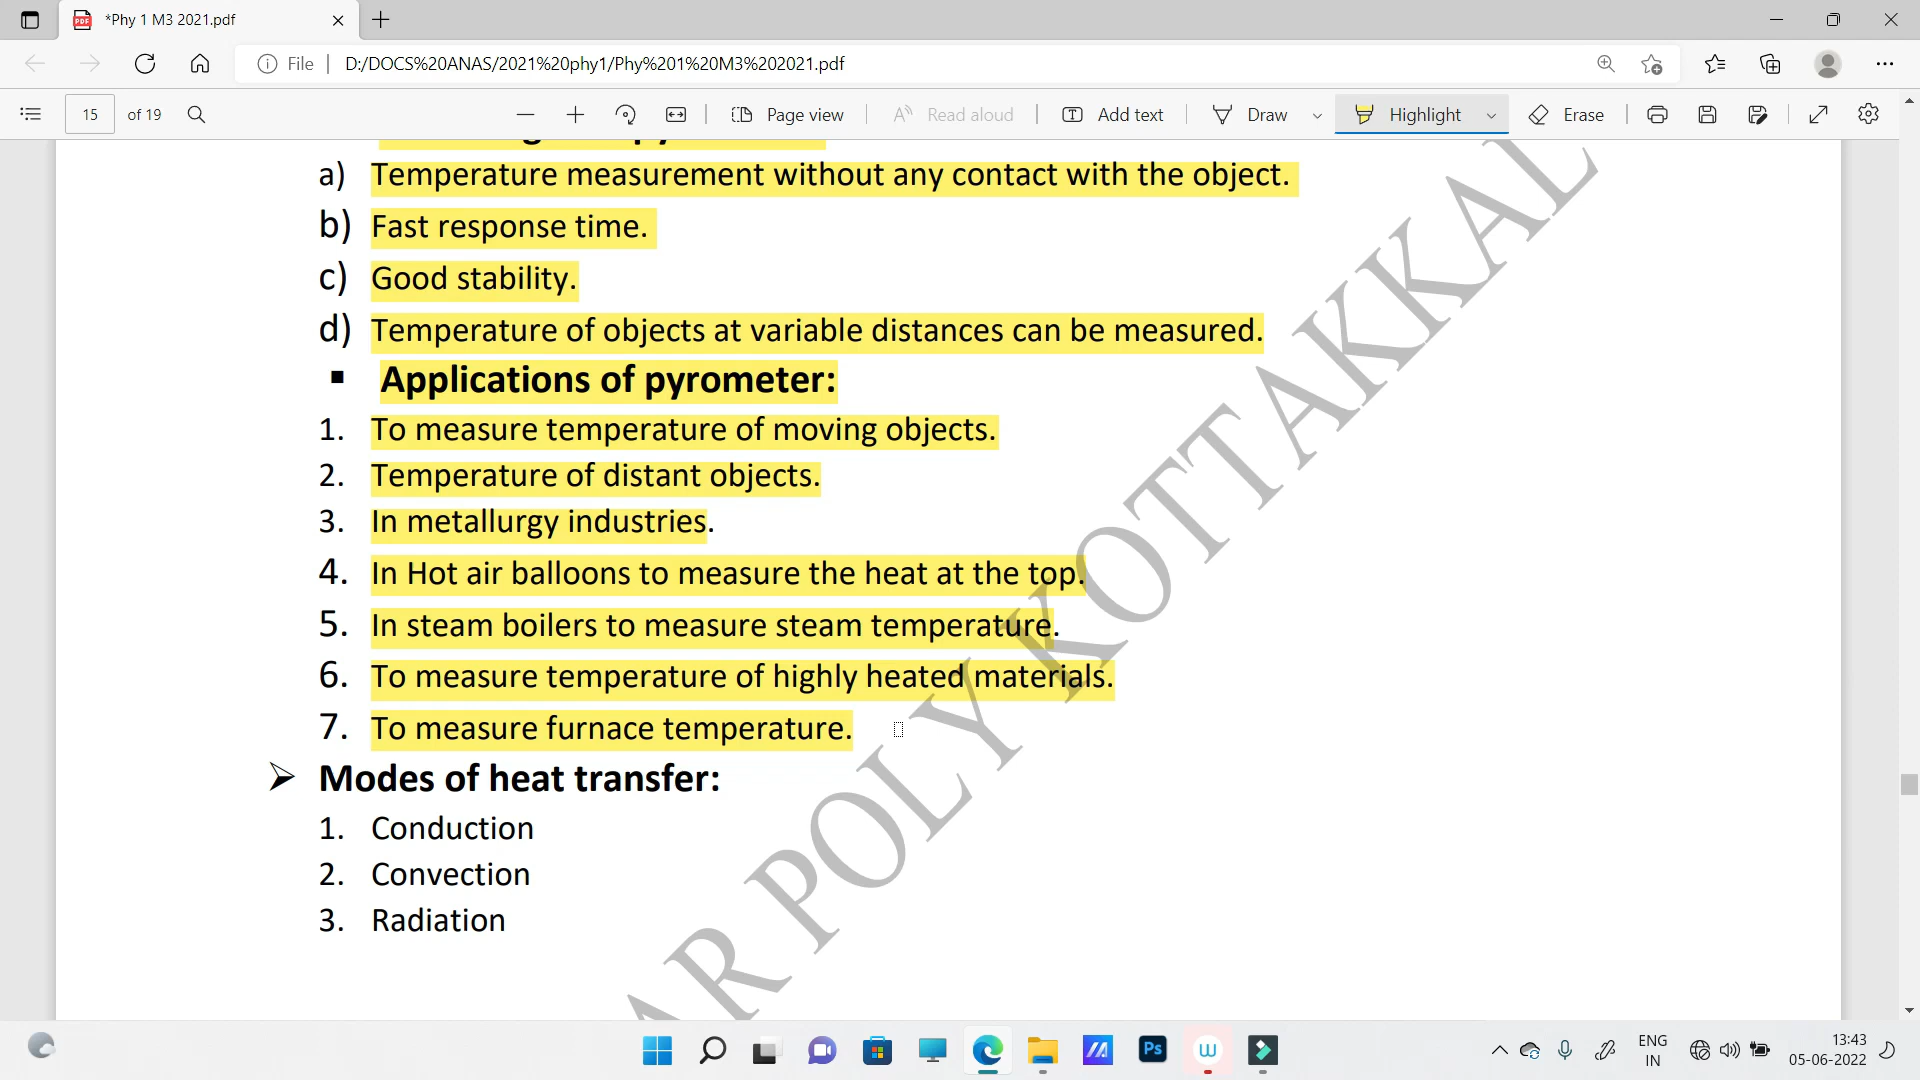 *Phy 1 M3 2021.pdf
File
D:/DOCS%20ANAS/2021%20phy1/Phy%201%20M3%202021.pdf
15 of 19
Page view
Read aloud
Add text
Draw
Highlight
Erase
a) Temperature measurement without any contact with the object.
b) Fast response time.
c) Good stability.
d) Temperature of objects at variable distances can be measured.
▪ Applications of pyrometer:
1. To measure temperature of moving objects.
2. Temperature of distant objects.
3. In metallurgy industries.
4. In Hot air balloons to measure the heat at the top.
5. In steam boilers to measure steam temperature.
6. To measure temperature of highly heated materials.
7. To measure furnace temperature.
➢ Modes of heat transfer:
1. Conduction
2. Convection
3. Radiation
AR POLY KOTTAKKAL
Ps
ENG
IN
13:43
05-06-2022